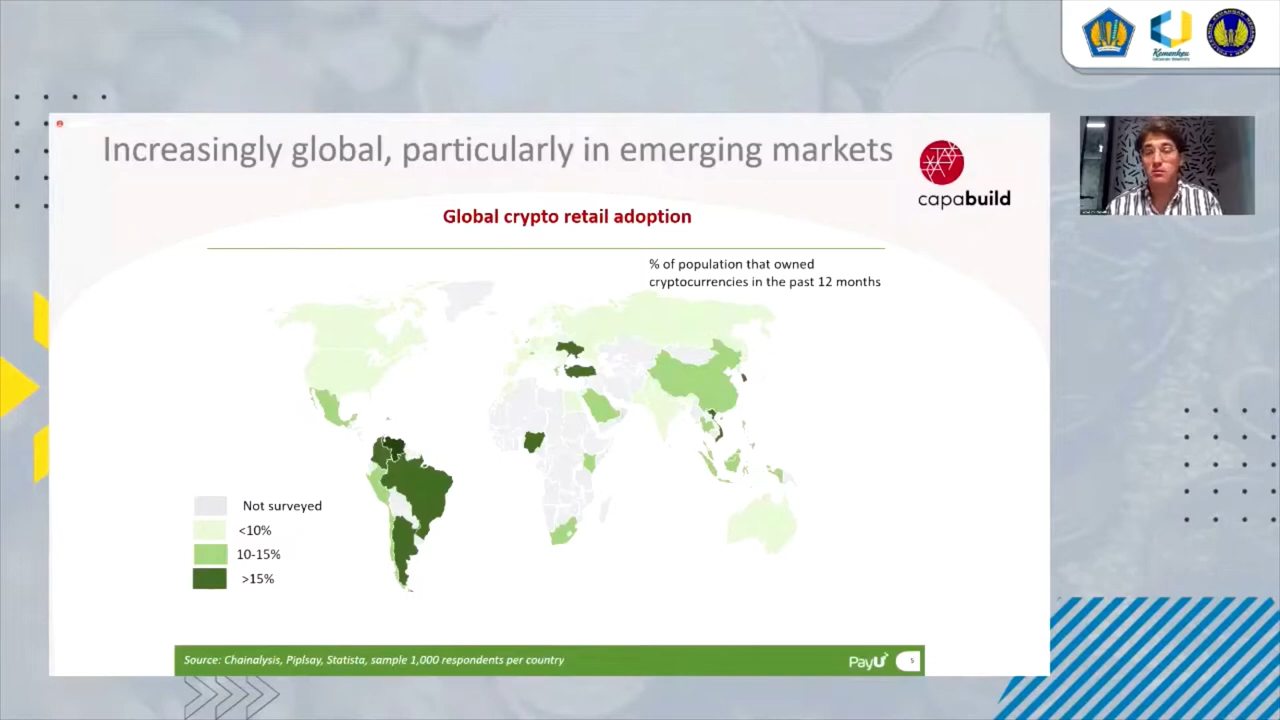 Kemenkeu
Increasingly global, particularly in emerging markets
capabuild
Global crypto retail adoption
% of population that owned
cryptocurrencies in the past 12 months
Not surveyed
<10%
10-15%
>15%
Source: Chainalysis, Piplsay, Statista, sample 1,000 respondents per country
PayU
5